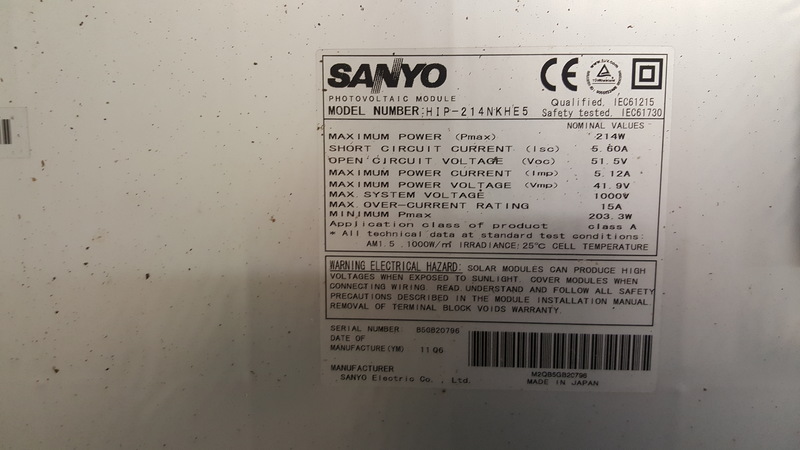 SANYO
PHOTOVOLTAIC MODULE
MODEL NUMBER:HIP-214NKHE5
CE
Qualified, IEC61215
Safety tested, IEC61730
NOMINAL VALUES
MAXIMUM POWER (Pmax) 214W
SHORT CIRCUIT CURRENT (Isc) 5.60A
OPEN CIRCUIT VOLTAGE (Voc) 51.5V
MAXIMUM POWER CURRENT (Imp) 5.12A
MAXIMUM POWER VOLTAGE (Vmp) 41.9V
MAX. SYSTEM VOLTAGE 1000V
MAX. OVER-CURRENT RATING 15A
MINIMUM Pmax 203.3W
Application class of product class A
* All technical data at standard test conditions:
AM1.5, 1000W/㎡ IRRADIANCE: 25℃ CELL TEMPERATURE
WARNING ELECTRICAL HAZARD: SOLAR MODULES CAN PRODUCE HIGH
VOLTAGES WHEN EXPOSED TO SUNLIGHT. COVER MODULES WHEN
CONNECTING WIRING. READ UNDERSTAND AND FOLLOW ALL SAFETY
PRECAUTIONS DESCRIBED IN THE MODULE INSTALLATION MANUAL.
REMOVAL OF TERMINAL BLOCK VOIDS WARRANTY.
SERIAL NUMBER: B50B20796
DATE OF
MANUFACTURE(YM) 11 06
MANUFACTURER
SANYO Electric Co., Ltd.
MADE IN JAPAN